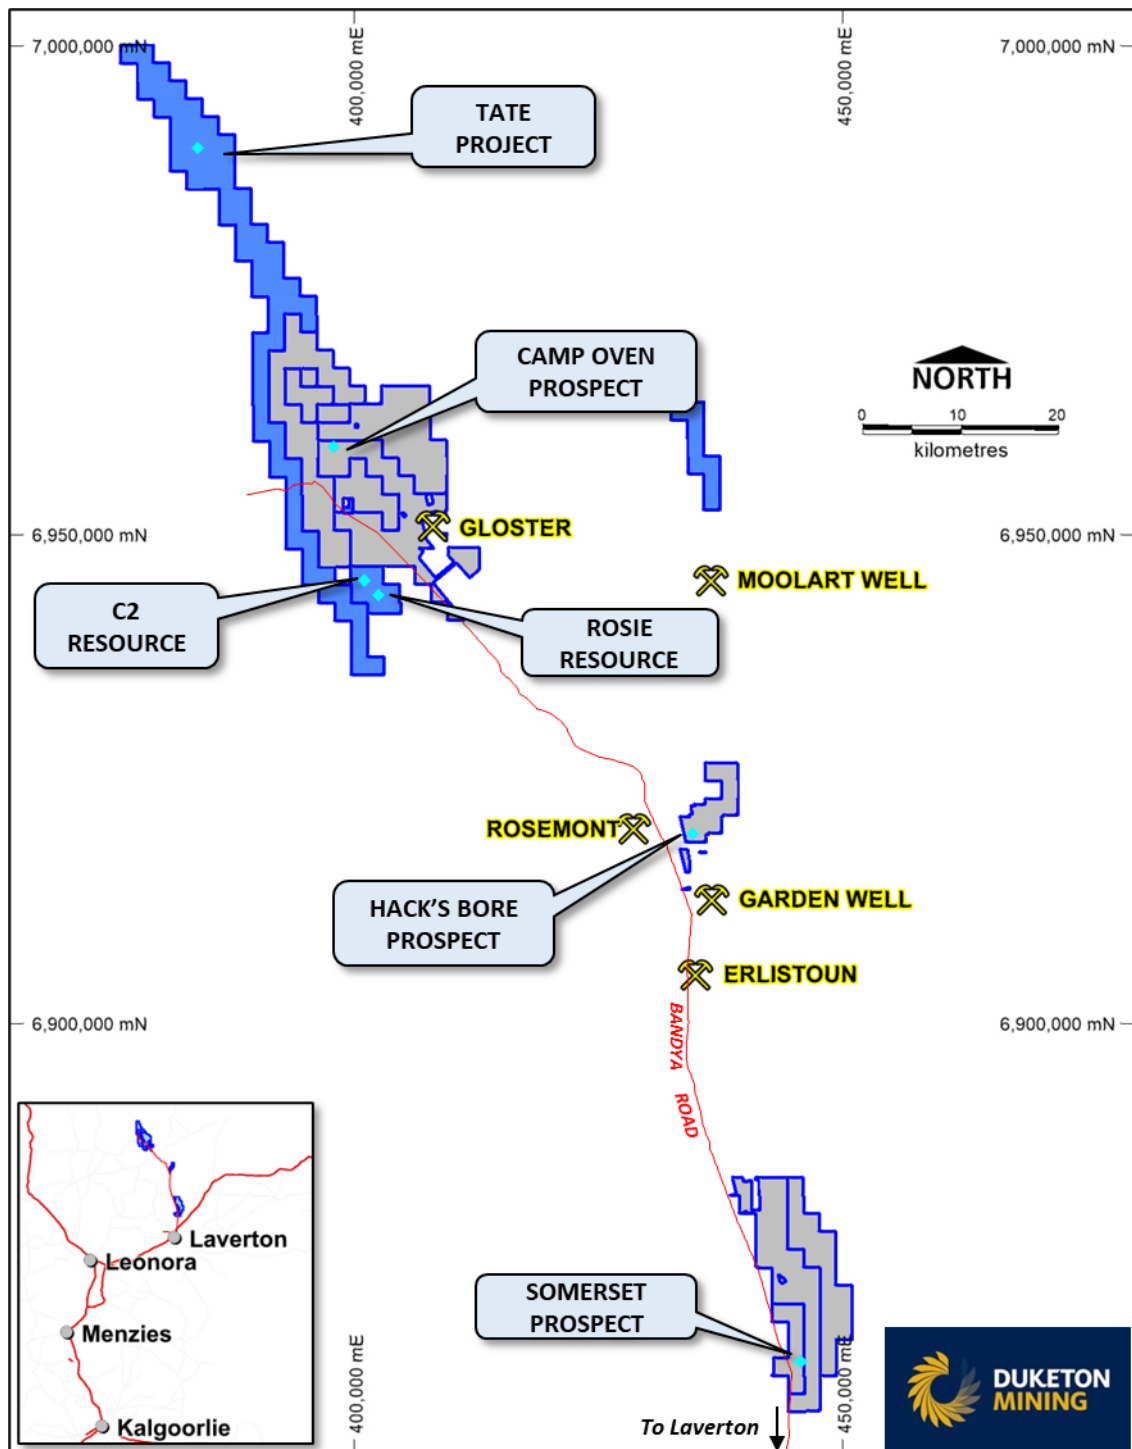 7,000,000 mN
400,000 mE
450,000 mE
7,000,000 mN
TATE
PROJECT
CAMP OVEN
PROSPECT
NORTH
0 10 20
kilometres
6,950,000 mN
GLOSTER
6,950,000 mN
MOOLART WELL
C2
RESOURCE
ROSIE
RESOURCE
ROSEMONT
HACK'S BORE
PROSPECT
GARDEN WELL
ERLISTOUN
6,900,000 mN
6,900,000 mN
BANDYA ROAD
Laverton
Leonora
Menzies
Kalgoorlie
SOMERSET
PROSPECT
400,000 mE
450,000 mE
To Laverton
DUKETON
MINING